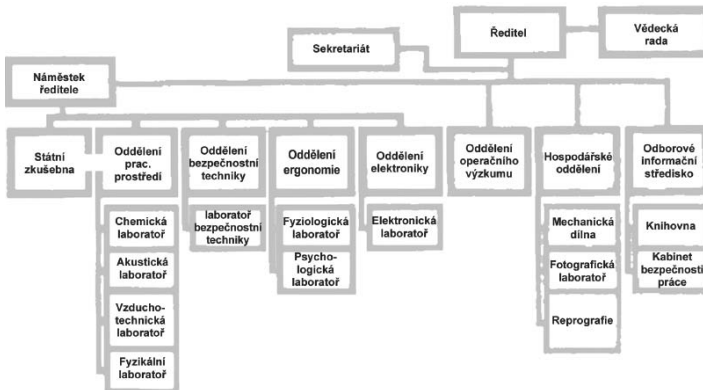 Ředitel
Vědecká
rada
Sekretariát
Náměstek
ředitele
Státní
zkušebna
Oddělení
prac.
prostředí
Oddělení
bezpečnostní
techniky
Oddělení
ergonomie
Oddělení
elektroniky
Oddělení
operačního
výzkumu
Hospodářské
oddělení
Odborové
informační
středisko
Chemická
laboratoř
Akustická
laboratoř
Vzducho-
technická
laboratoř
Fyzikální
laboratoř
laboratoř
bezpečnostní
techniky
Fyziologická
laboratoř
Psycho-
logická
laboratoř
Elektronická
laboratoř
Mechanická
dílna
Fotografická
laboratoř
Reprografie
Knihovna
Kabinet
bezpečnosti
práce